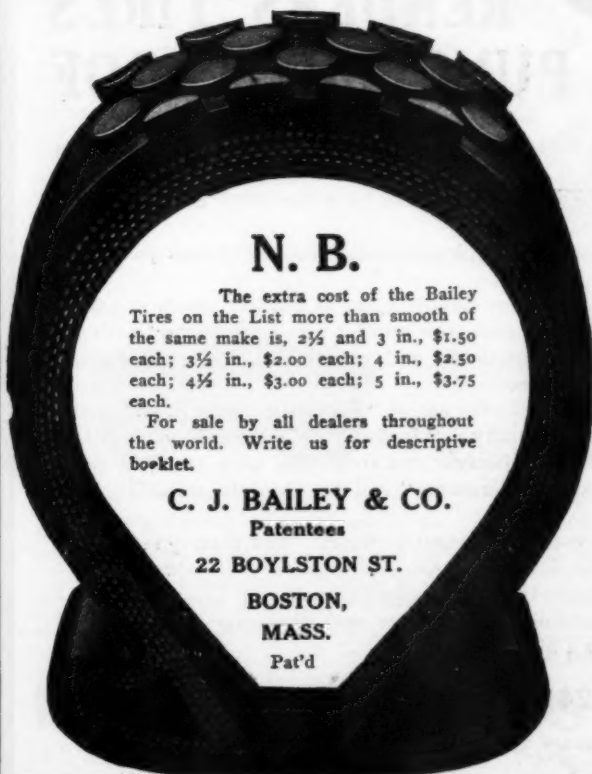 N. B.
The extra cost of the Bailey
Tires on the List more than smooth of
the same make is, 2½ and 3 in., $1.50
each; 3½ in., $2.00 each; 4 in., $2.50
each; 4½ in., $3.00 each; 5 in., $3.75
each.
For sale by all dealers throughout
the world. Write us for descriptive
booklet.
C. J. BAILEY & CO.
Patentees
22 BOYLSTON ST.
BOSTON,
MASS.
Pat'd